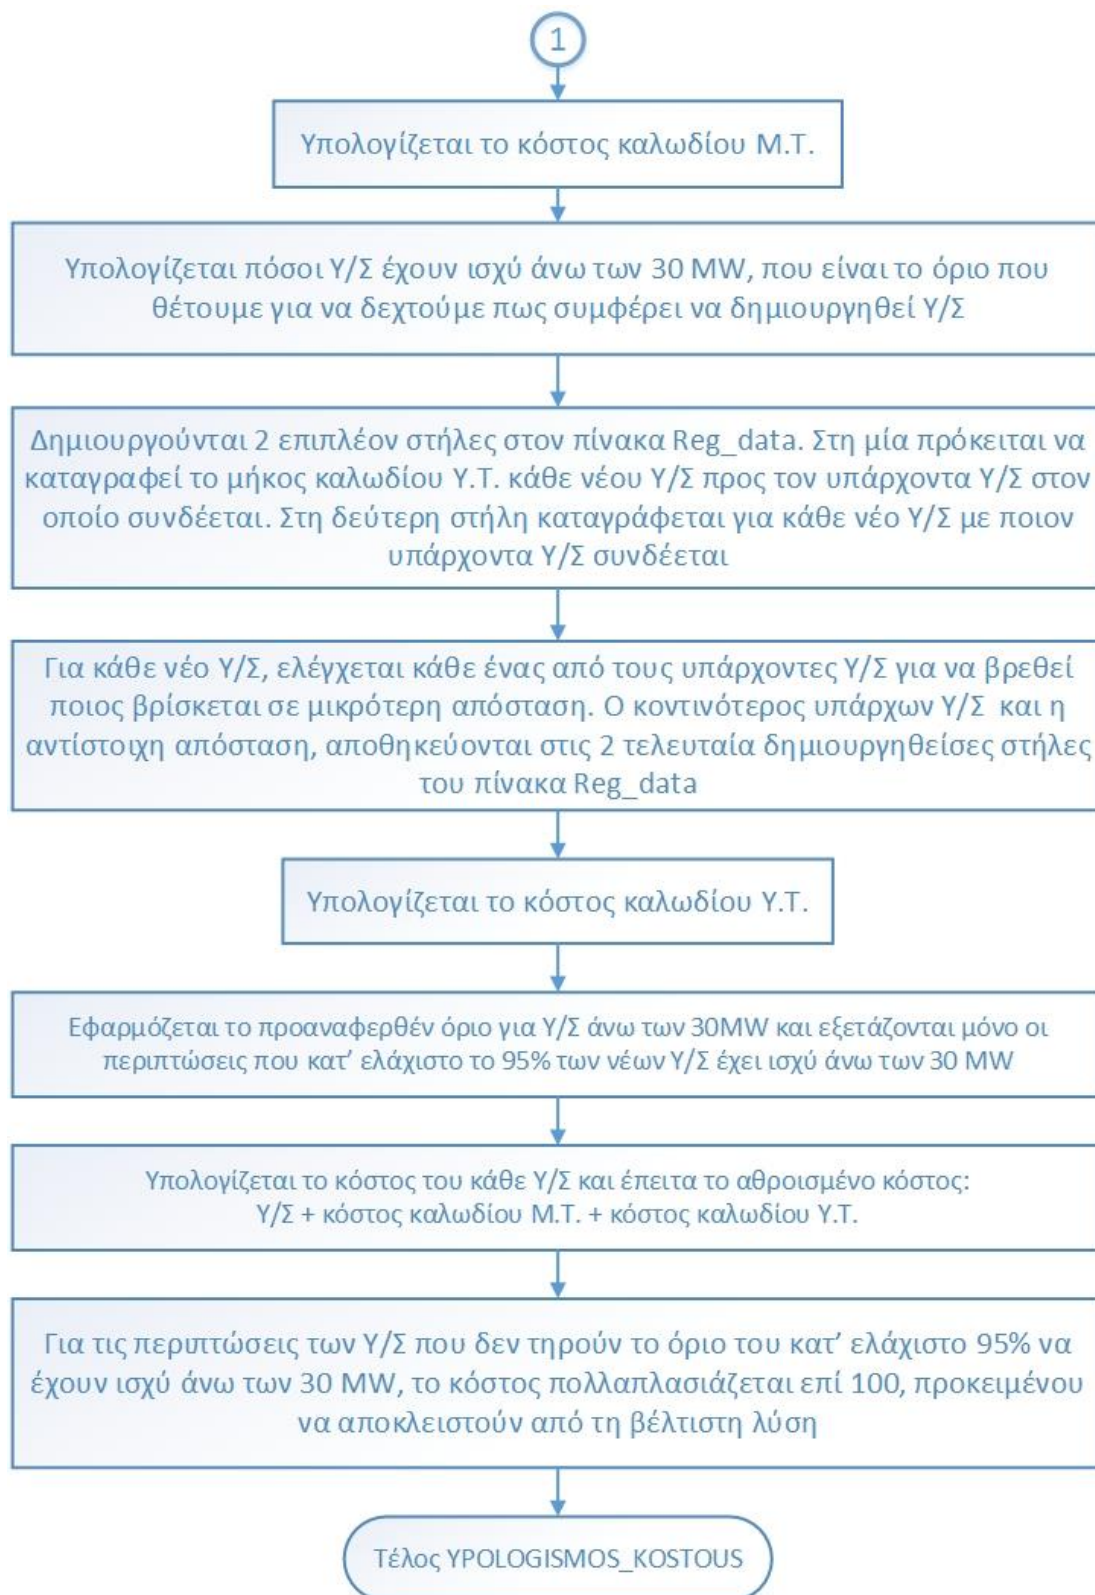 1
Υπολογίζεται το κόστος καλωδίου Μ.Τ.
Υπολογίζεται πόσοι Υ/Σ έχουν ισχύ άνω των 30 MW, που είναι το όριο που
θέτουμε για να δεχτούμε πως συμφέρει να δημιουργηθεί Υ/Σ
Δημιουργούνται 2 επιπλέον στήλες στον πίνακα Reg_data. Στη μία πρόκειται να
καταγραφεί το μήκος καλωδίου Υ.Τ. κάθε νέου Υ/Σ προς τον υπάρχοντα Υ/Σ στον
οποίο συνδέεται. Στη δεύτερη στήλη καταγράφεται για κάθε νέο Υ/Σ με ποιον
υπάρχοντα Υ/Σ συνδέεται
Για κάθε νέο Υ/Σ, ελέγχεται κάθε ένας από τους υπάρχοντες Υ/Σ για να βρεθεί
ποιος βρίσκεται σε μικρότερη απόσταση. Ο κοντινότερος υπάρχων Υ/Σ και η
αντίστοιχη απόσταση, αποθηκεύονται στις 2 τελευταία δημιουργηθείσες στήλες
του πίνακα Reg_data
Υπολογίζεται το κόστος καλωδίου Υ.Τ.
Εφαρμόζεται το προαναφερθέν όριο για Υ/Σ άνω των 30MW και εξετάζονται μόνο οι
περιπτώσεις που κατ’ ελάχιστο το 95% των νέων Υ/Σ έχει ισχύ άνω των 30 MW
Υπολογίζεται το κόστος του κάθε Υ/Σ και έπειτα το αθροισμένο κόστος:
Υ/Σ + κόστος καλωδίου Μ.Τ. + κόστος καλωδίου Υ.Τ.
Για τις περιπτώσεις των Υ/Σ που δεν τηρούν το όριο του κατ’ ελάχιστο 95% να
έχουν ισχύ άνω των 30 MW, το κόστος πολλαπλασιάζεται επί 100, προκειμένου
να αποκλειστούν από τη βέλτιστη λύση
Τέλος YPOLOGISMOS_KOSTOUS